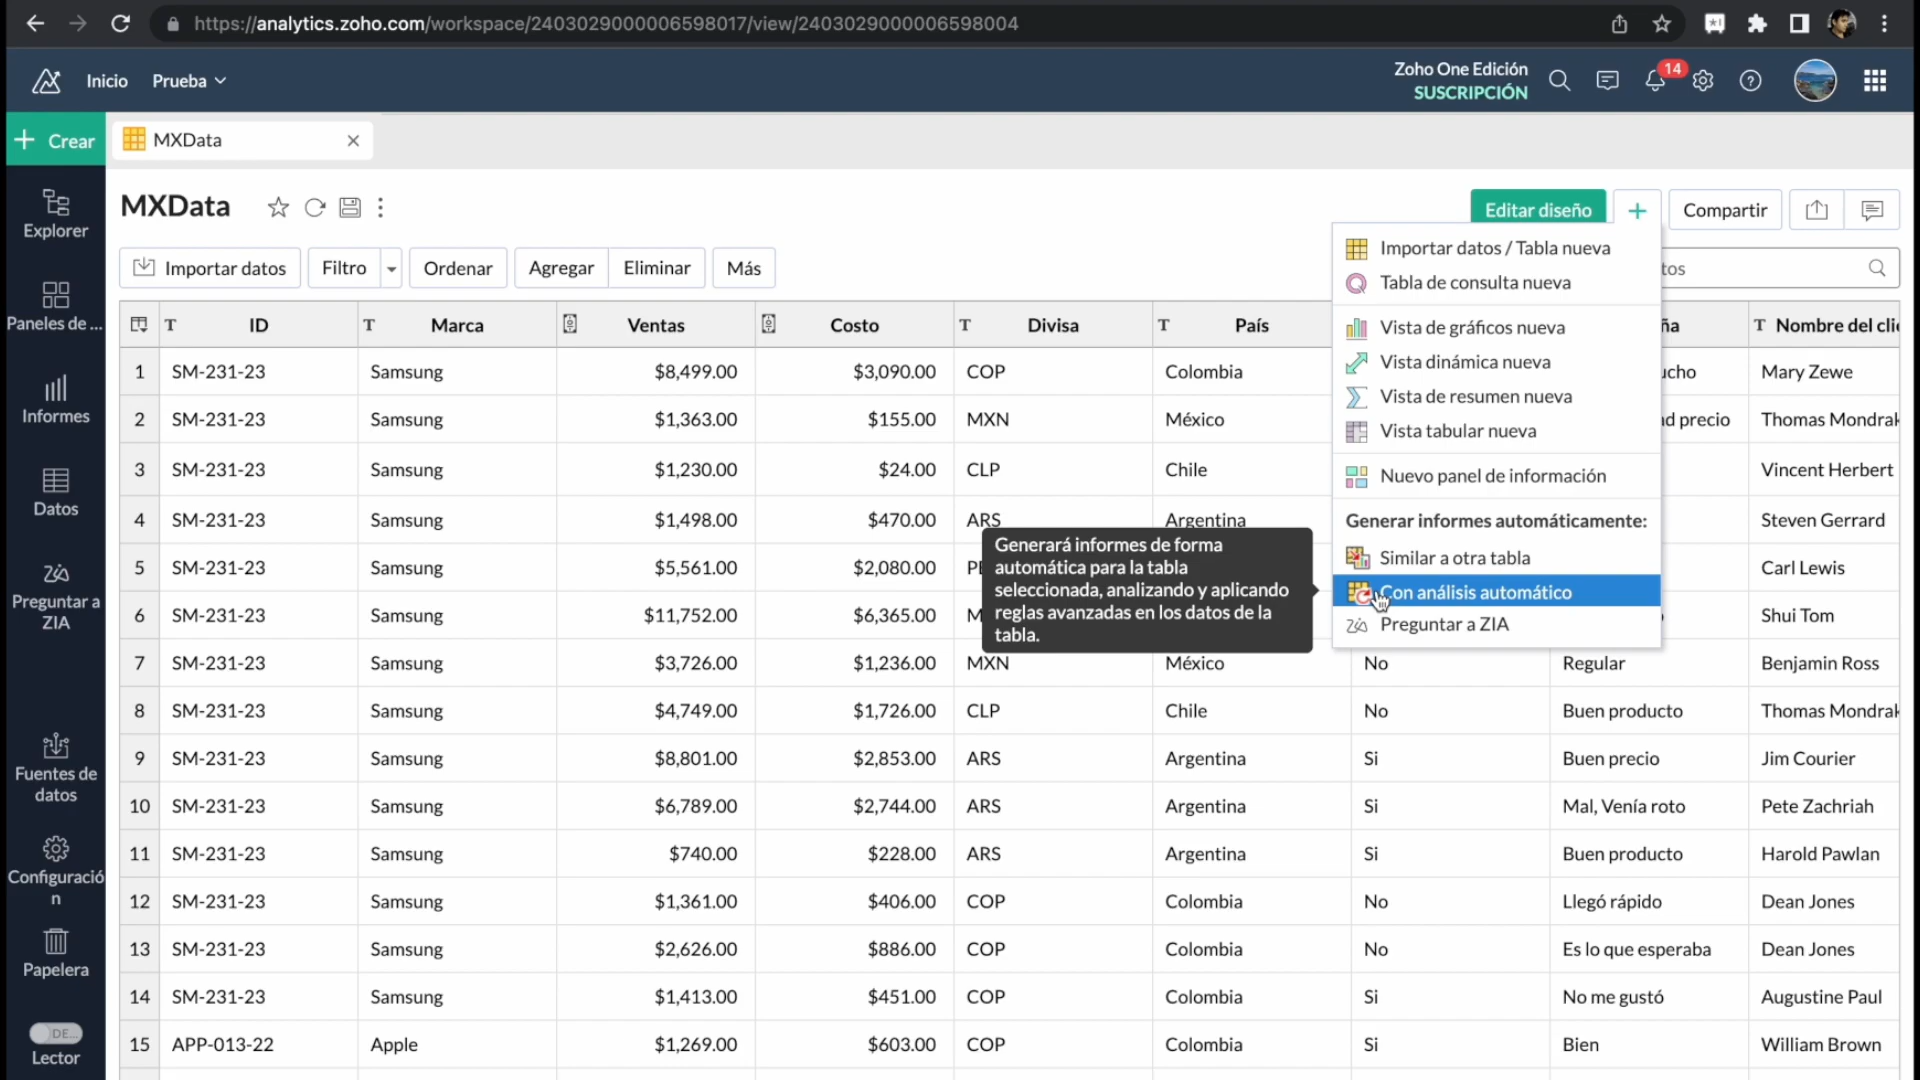 https://analytics.zoho.com/workspace/2403029000006598017/view/2403029000006598004
Inicio
Prueba
Zoho One Edición
SUSCRIPCIÓN
14
Crear
MXData
MXData
Editar diseño
Compartir
Importar datos
Filtro
Ordenar
Agregar
Eliminar
Más
tos
Explorer
Paneles de ...
Informes
Datos
Preguntar a
ZIA
Fuentes de
datos
Configuració
n
Papelera
DE...
Lector
T ID T Marca Ventas Costo T Divisa T País ña T Nombre del clie
1 SM-231-23 Samsung $8,499.00 $3,090.00 COP Colombia ucho Mary Zewe
2 SM-231-23 Samsung $1,363.00 $155.00 MXN México nd precio Thomas Mondrak
3 SM-231-23 Samsung $1,230.00 $24.00 CLP Chile Vincent Herbert
4 SM-231-23 Samsung $1,498.00 $470.00 ARS Argentina Steven Gerrard
5 SM-231-23 Samsung $5,561.00 $2,080.00 Carl Lewis
6 SM-231-23 Samsung $11,752.00 $6,365.00 Shui Tom
7 SM-231-23 Samsung $3,726.00 $1,236.00 MXN México No Regular Benjamin Ross
8 SM-231-23 Samsung $4,749.00 $1,726.00 CLP Chile No Buen producto Thomas Mondrak
9 SM-231-23 Samsung $8,801.00 $2,853.00 ARS Argentina Si Buen precio Jim Courier
10 SM-231-23 Samsung $6,789.00 $2,744.00 ARS Argentina Si Mal, Venía roto Pete Zachriah
11 SM-231-23 Samsung $740.00 $228.00 ARS Argentina Si Buen producto Harold Pawlan
12 SM-231-23 Samsung $1,361.00 $406.00 COP Colombia No Llegó rápido Dean Jones
13 SM-231-23 Samsung $2,626.00 $886.00 COP Colombia No Es lo que esperaba Dean Jones
14 SM-231-23 Samsung $1,413.00 $451.00 COP Colombia Si No me gustó Augustine Paul
15 APP-013-22 Apple $1,269.00 $603.00 COP Colombia Si Bien William Brown
Importar datos / Tabla nueva
Tabla de consulta nueva
Vista de gráficos nueva
Vista dinámica nueva
Vista de resumen nueva
Vista tabular nueva
Nuevo panel de información
Generar informes automáticamente:
Similar a otra tabla
Con análisis automático
Preguntar a ZIA
Generará informes de forma
automática para la tabla
seleccionada, analizando y aplicando
reglas avanzadas en los datos de la
tabla.